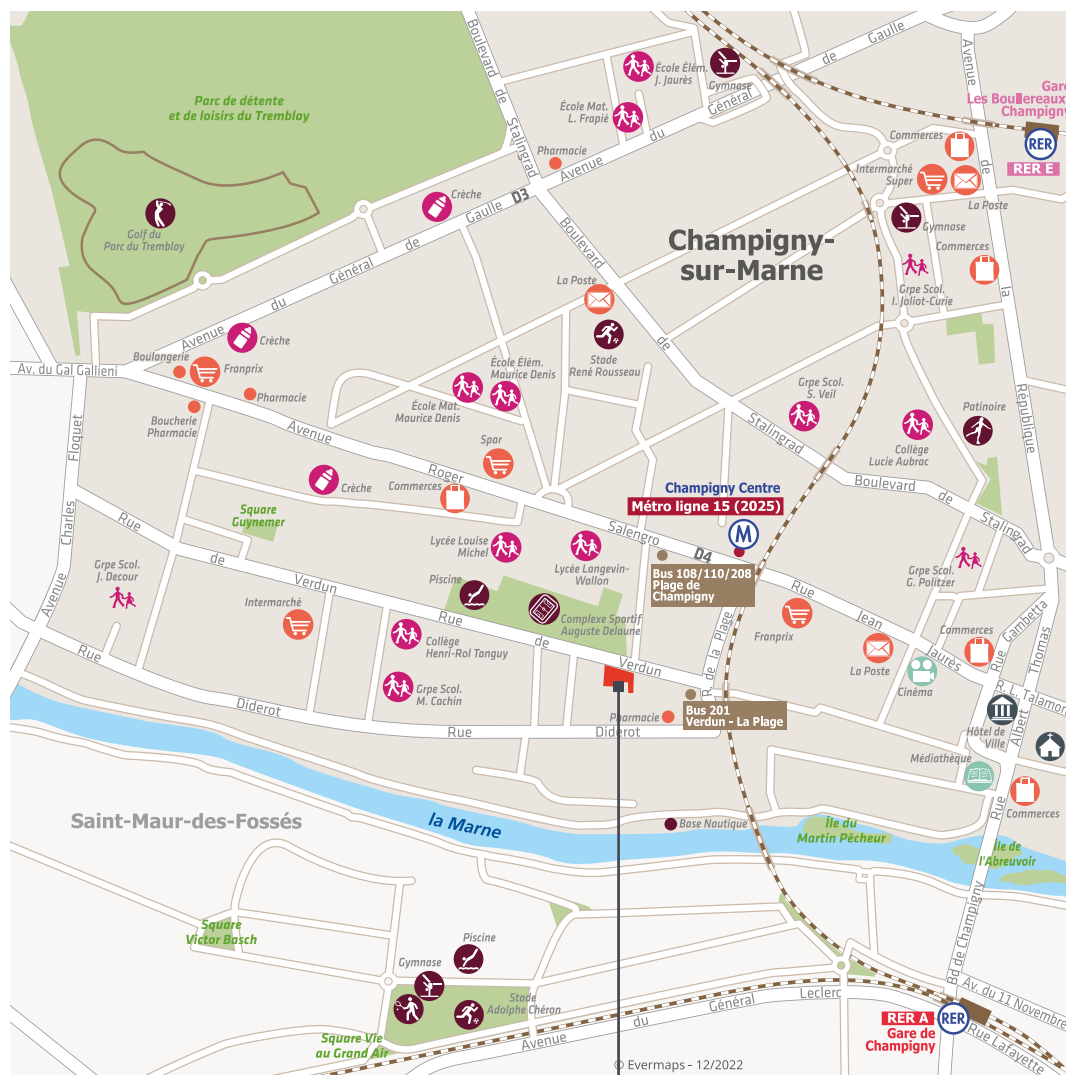 Boulevard de Stalingrad
Parc de détente
et de loisirs du Tremblay
École Élém.
J. Jaurès
École Mat.
L. Frapié
Gymnase
Avenue du Général de Gaulle
Avenue de la République
Gare
Les Boullereaux
Champigny
RER
RER E
Commerces
Intermarché
Super
La Poste
Gymnase
Commerces
Grpe Scol.
I. Joliot-Curie
Pharmacie
Crèche
D3
Golf du
Parc du Tremblay
Champigny-
sur-Marne
Boulevard de Stalingrad
La Poste
Stade
René Rousseau
Avenue du Général de Gaulle
Crèche
Boulangerie
Franprix
Av. du Gal Gallieni
Pharmacie
Boucherie
Pharmacie
École Élém.
Maurice Denis
École Mat.
Maurice Denis
Grpe Scol.
S. Veil
Patinoire
Collège
Lucie Aubrac
Avenue Roger Salengro
D4
Spar
Crèche
Commerces
Square
Guynemer
Champigny Centre
Métro ligne 15 (2025)
M
Boulevard de Stalingrad
Avenue Charles Floquet
Rue de Verdun
Lycée Louise
Michel
Lycée Langevin-
Wallon
Bus 108/110/208
Plage de
Champigny
Grpe Scol.
G. Politzer
Grpe Scol.
J. Decour
Intermarché
Piscine
Complexe Sportif
Auguste Delaune
Rue de Verdun
R. de la Plage
Rue Jean Jaurès
Franprix
La Poste
Commerces
Rue Gambetta
Cinéma
R. L. Talamoni
Collège
Henri-Rol Tanguy
Grpe Scol.
M. Cachin
Rue Diderot
Rue Diderot
Pharmacie
Bus 201
Verdun - La Plage
Hôtel de
Ville
Médiathèque
Rue Albert Thomas
Commerces
Saint-Maur-des-Fossés
la Marne
Base Nautique
Île du
Martin Pêcheur
Île de
l'Abreuvoir
Square
Victor Basch
Piscine
Gymnase
Stade
Adolphe Chéron
Square Vie
au Grand Air
Avenue du Général Leclerc
Bd de Champigny
Av. du 11 Novembre
RER A
RER
Gare de
Champigny
Rue Lafayette
© Evermaps - 12/2022